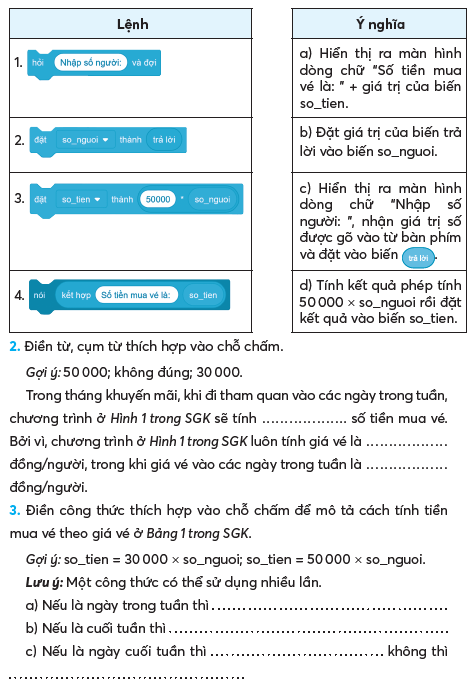 Lệnh
Ý nghĩa
1. hỏi Nhập số người: và đợi
a) Hiển thị ra màn hình
dòng chữ "Số tiền mua
vé là: " + giá trị của biến
so_tien.
2. đặt so_nguoi thành trả lời
b) Đặt giá trị của biến trả
lời vào biến so_nguoi.
3. đặt so_tien thành 50000 * so_nguoi
c) Hiển thị ra màn hình
dòng chữ "Nhập số
người: ", nhận giá trị số
được gõ vào từ bàn phím
và đặt vào biến trả lời.
4. nói kết hợp Số tiền mua vé là: so_tien
d) Tính kết quả phép tính
50 000 × so_nguoi rồi đặt
kết quả vào biến so_tien.
2. Điền từ, cụm từ thích hợp vào chỗ chấm.
Gợi ý: 50 000; không đúng; 30 000.
Trong tháng khuyến mãi, khi đi tham quan vào các ngày trong tuần,
chương trình ở Hình 1 trong SGK sẽ tính ................... số tiền mua vé.
Bởi vì, chương trình ở Hình 1 trong SGK luôn tính giá vé là ..................
đồng/người, trong khi giá vé vào các ngày trong tuần là ..................
đồng/người.
3. Điền công thức thích hợp vào chỗ chấm để mô tả cách tính tiền
mua vé theo giá vé ở Bảng 1 trong SGK.
Gợi ý: so_tien = 30 000 × so_nguoi; so_tien = 50 000 × so_nguoi.
Lưu ý: Một công thức có thể sử dụng nhiều lần.
a) Nếu là ngày trong tuần thì ..................................................
b) Nếu là cuối tuần thì ..........................................................
c) Nếu là ngày cuối tuần thì ..................................... không thì
..................................................